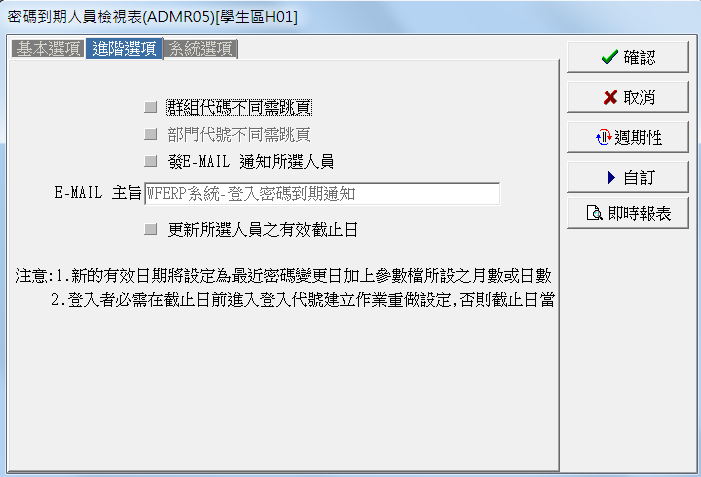 密碼到期人員檢視表(ADMR05)[學生區H01]
基本選項 進階選項 系統選項
確認
取消
週期性
自訂
即時報表
群組代碼不同需跳頁
部門代號不同需跳頁
發E-MAIL 通知所選人員
E-MAIL 主旨 WFERP系統-登入密碼到期通知
更新所選人員之有效截止日
注意:1.新的有效日期將設定為最近密碼變更日加上參數檔所設之月數或日數
2.登入者必需在截止日前進入登入代號建立作業重做設定,否則截止日當